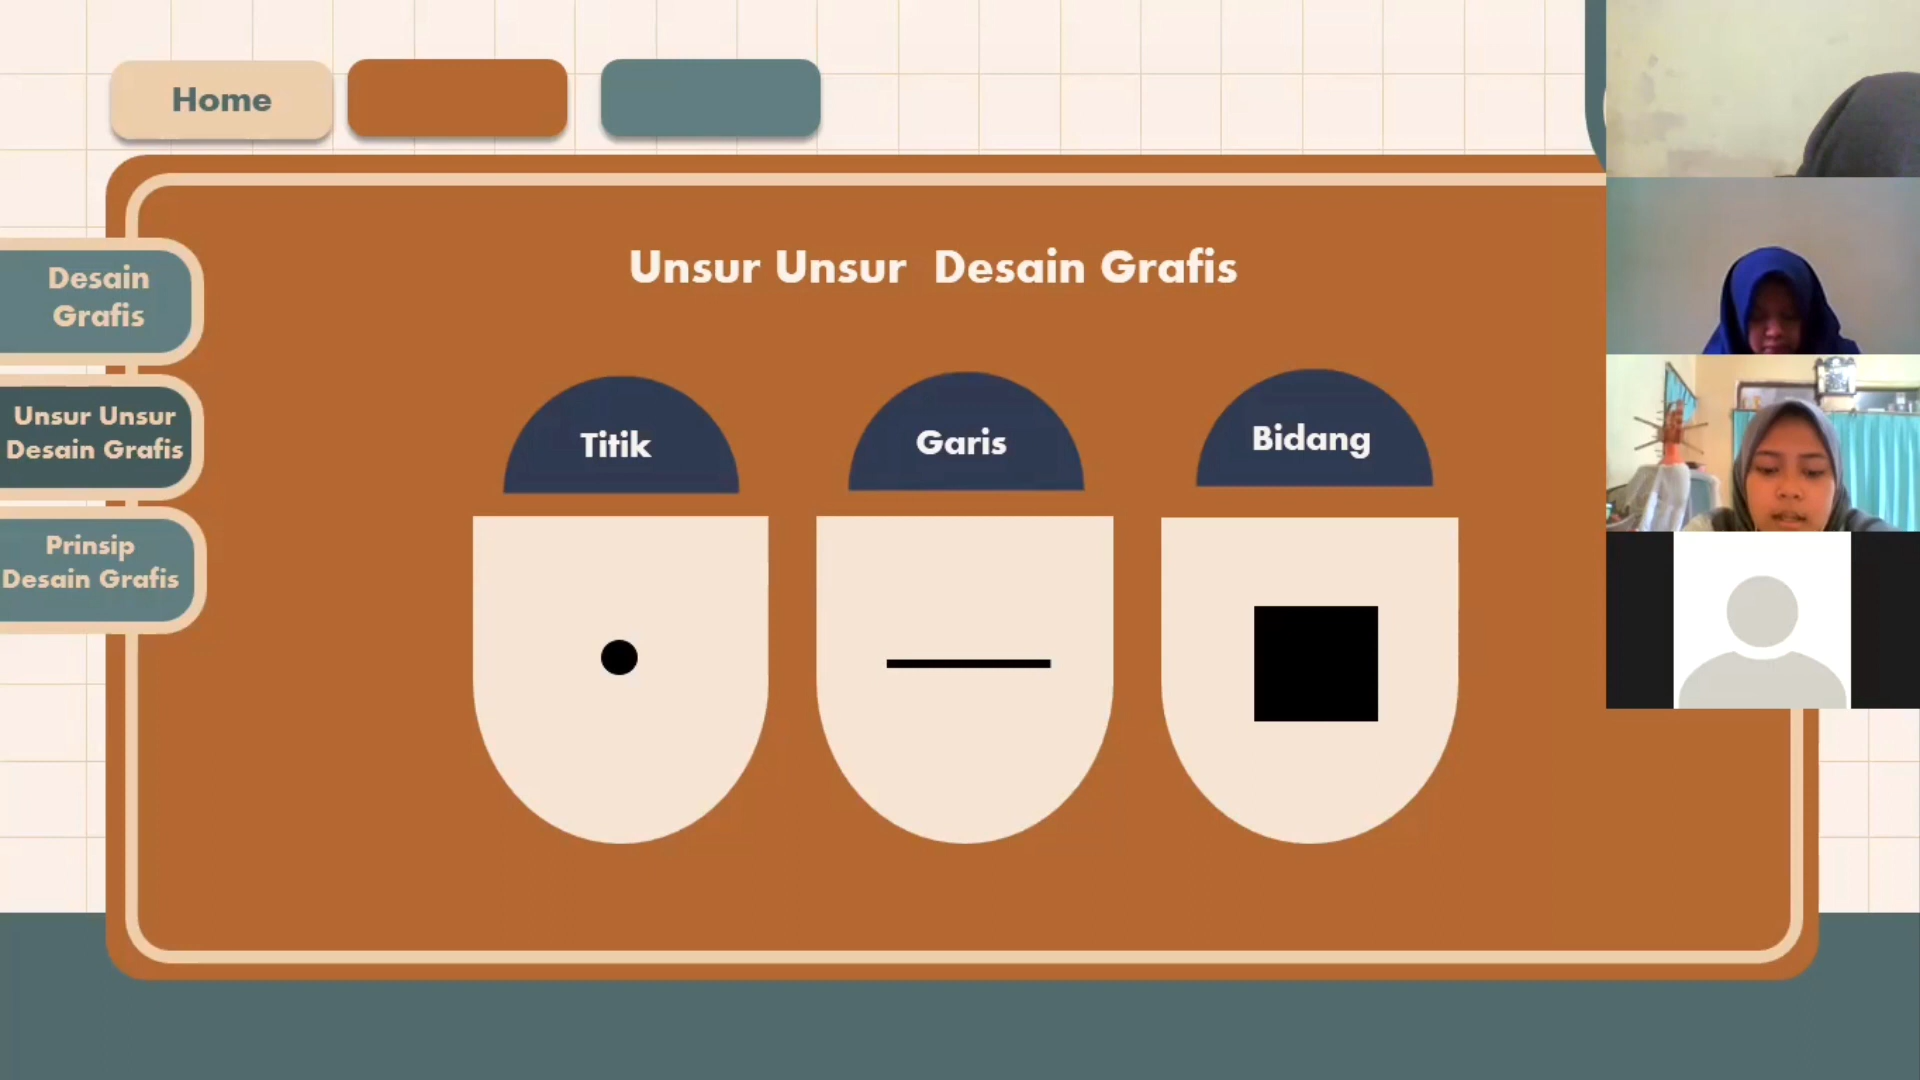 Home
Unsur Unsur  Desain Grafis
Desain
Grafis
Unsur Unsur
Desain Grafis
Prinsip
Desain Grafis
Titik
Garis
Bidang